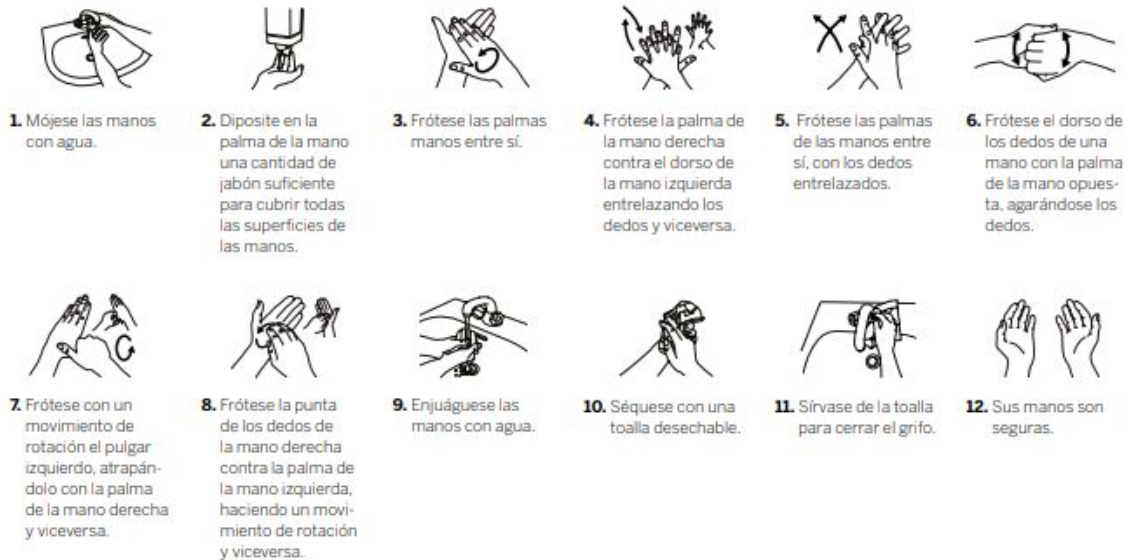 1. Mójese las manos
con agua.
2. Diposite en la
palma de la mano
una cantidad de
jabón suficiente
para cubrir todas
las superficies de
las manos.
3. Frótese las palmas
manos entre sí.
4. Frótese la palma de
la mano derecha
contra el dorso de
la mano izquierda
entrelazando los
dedos y viceversa.
5. Frótese las palmas
de las manos entre
sí, con los dedos
entrelazados.
6. Frótese el dorso de
los dedos de una
mano con la palma
de la mano opues-
ta, agarándose los
dedos.
7. Frótese con un
movimiento de
rotación el pulgar
izquierdo, atrapán-
dolo con la palma
de la mano derecha
y viceversa.
8. Frótese la punta
de los dedos de
la mano derecha
contra la palma de
la mano izquierda,
haciendo un movi-
miento de rotación
y viceversa.
9. Enjuáguese las
manos con agua.
10. Séquese con una
toalla desechable.
11. Sírvase de la toalla
para cerrar el grifo.
12. Sus manos son
seguras.